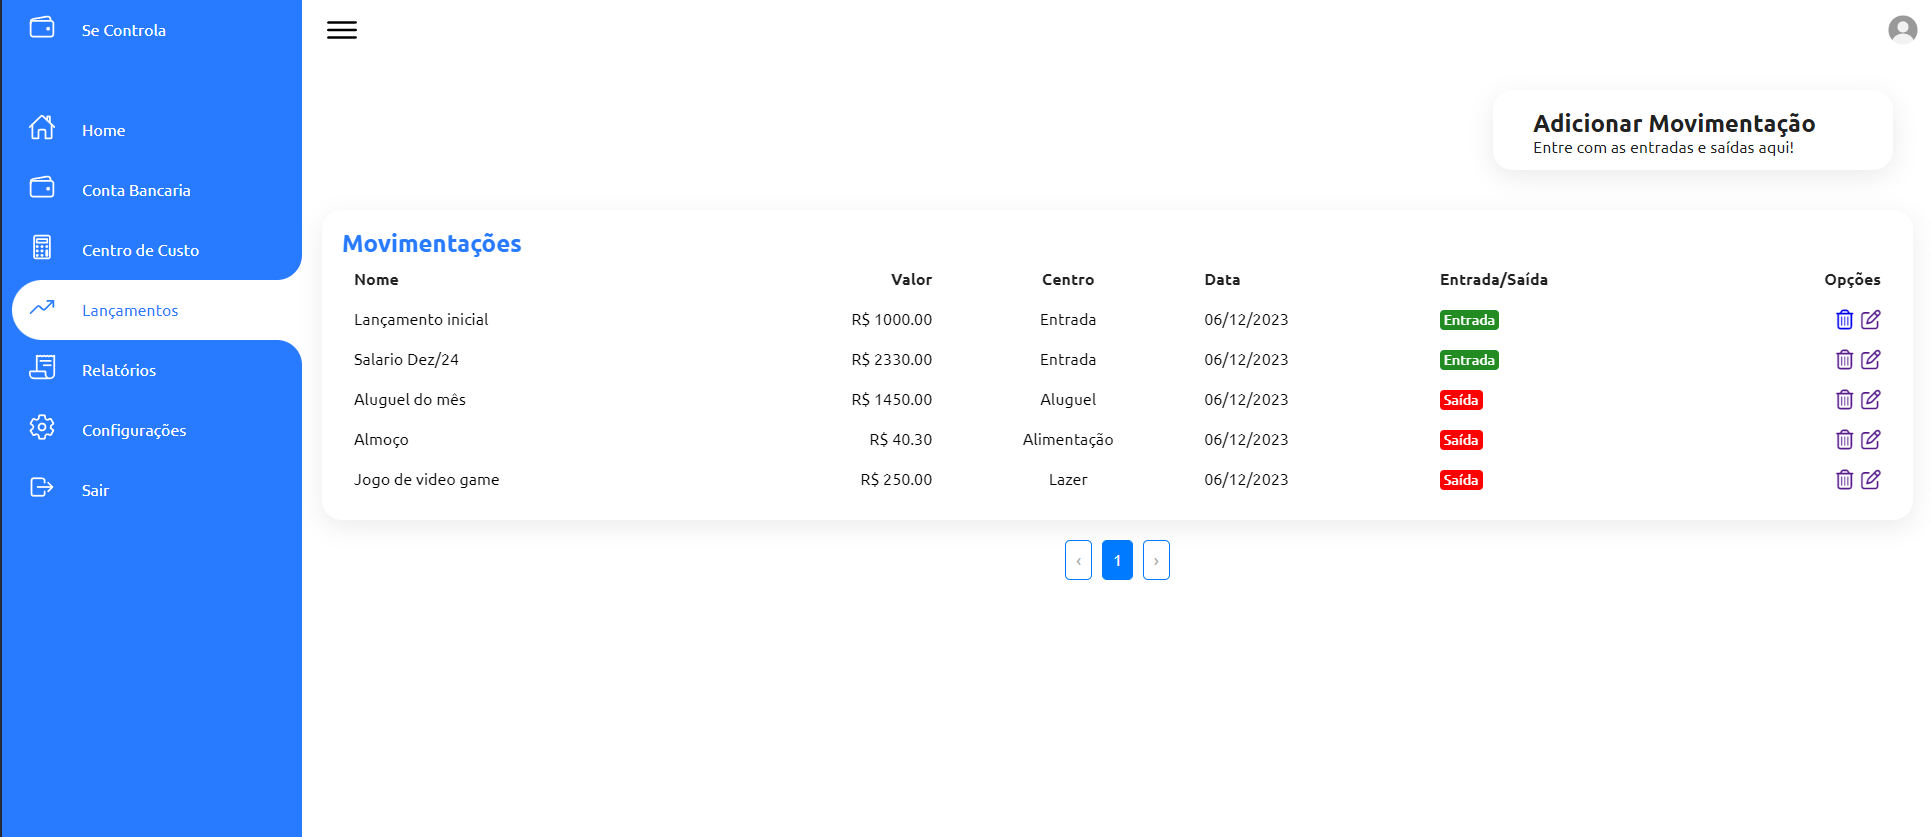 Se Controla
Home
Conta Bancaria
Centro de Custo
Lançamentos
Relatórios
Configurações
Sair
Adicionar Movimentação
Entre com as entradas e saídas aqui!
Movimentações
Nome Valor Centro Data Entrada/Saída Opções
Lançamento inicial R$ 1000.00 Entrada 06/12/2023 Entrada
Salario Dez/24 R$ 2330.00 Entrada 06/12/2023 Entrada
Aluguel do mês R$ 1450.00 Aluguel 06/12/2023 Saída
Almoço R$ 40.30 Alimentação 06/12/2023 Saída
Jogo de video game R$ 250.00 Lazer 06/12/2023 Saída
‹ 1 ›